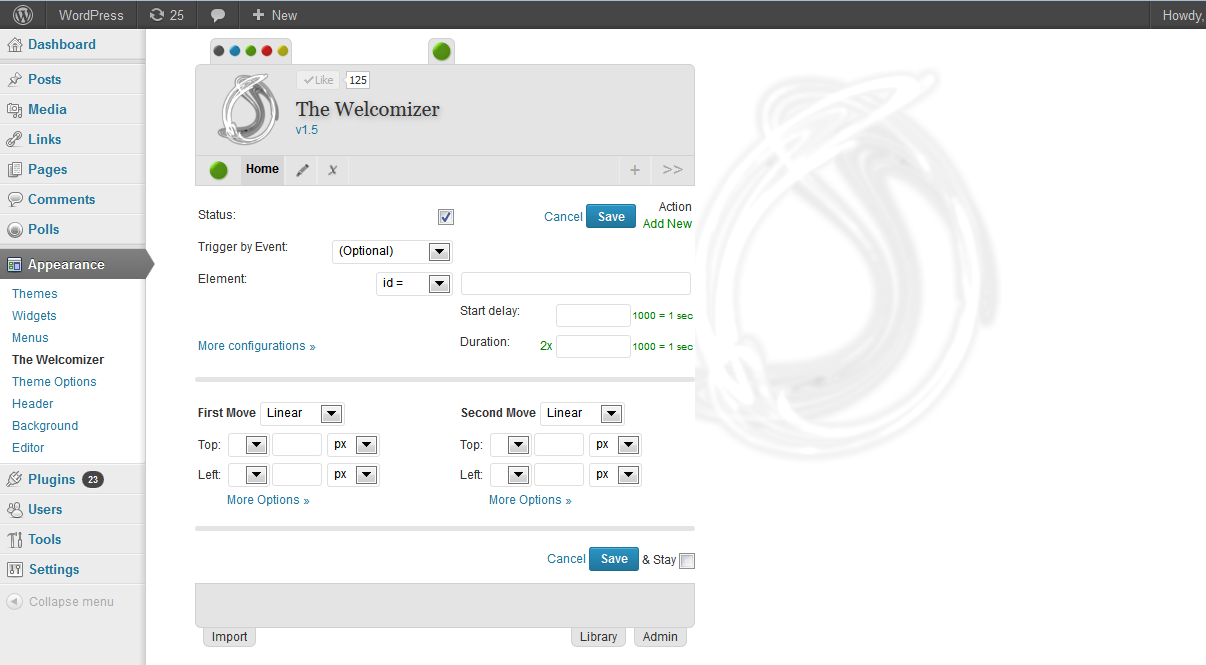 WordPress 25 New Howdy,
Dashboard
Posts
Media
Links
Pages
Comments
Polls
Appearance
Themes
Widgets
Menus
The Welcomizer
Theme Options
Header
Background
Editor
Plugins 23
Users
Tools
Settings
Collapse menu
Like 125
The Welcomizer
v1.5
Home x + >>
Status: Cancel Save Action
Add New
Trigger by Event: (Optional)
Element: id =
Start delay: 1000 = 1 sec
More configurations » Duration: 2x 1000 = 1 sec
First Move Linear Second Move Linear
Top: px Top: px
Left: px Left: px
More Options » More Options »
Cancel Save & Stay
Import Library Admin